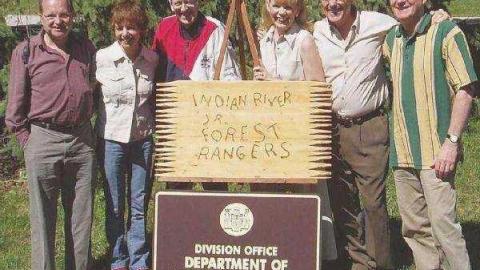 INDIAN RIVER
JR.
FOREST
RANGERS
DIVISION OFFICE
DEPARTMENT OF